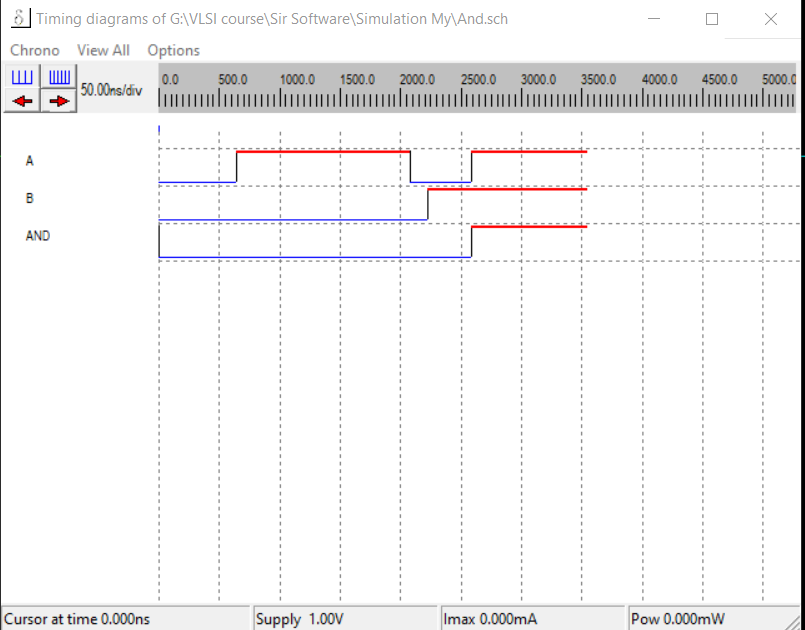 δ Timing diagrams of G:\VLSI course\Sir Software\Simulation My\And.sch
Chrono View All Options
50.00ns/div 0.0 500.0 1000.0 1500.0 2000.0 2500.0 3000.0 3500.0 4000.0 4500.0 5000.0
A
B
AND
Cursor at time 0.000ns Supply 1.00V Imax 0.000mA Pow 0.000mW